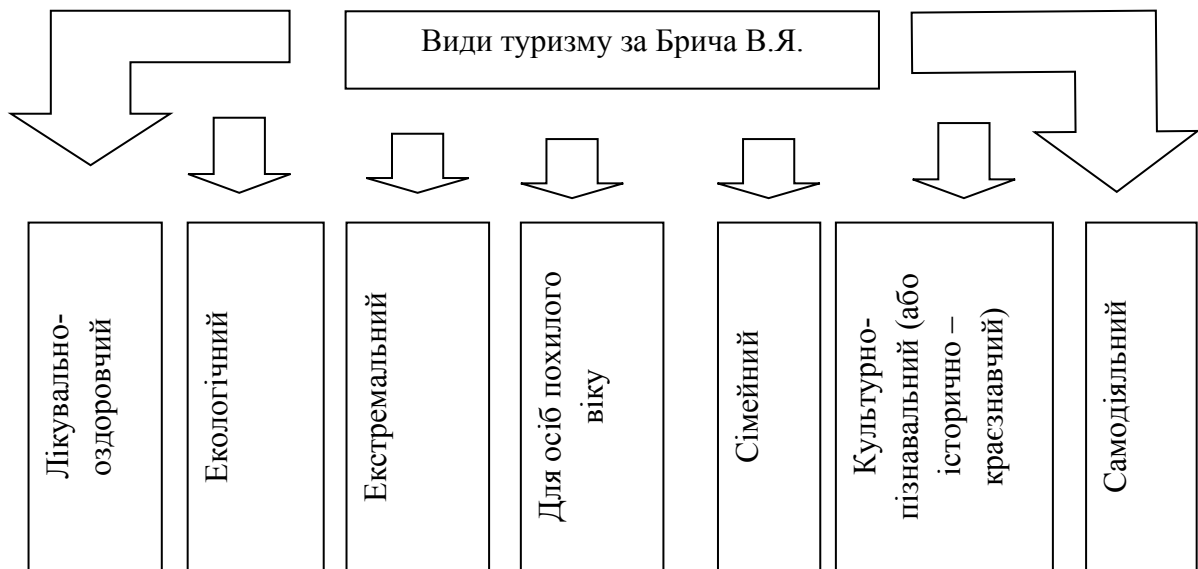 Види туризму за Брича В.Я.
Лікувально-
оздоровчий
Екологічний
Екстремальний
Для осіб похилого
віку
Сімейний
Культурно-
пізнавальний (або
історично –
краєзнавчий)
Самодіяльний